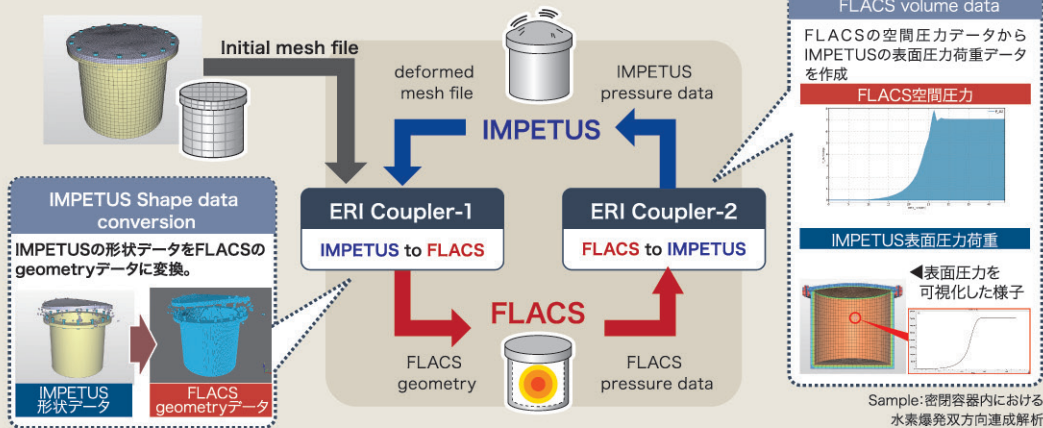 Initial mesh file
deformed
mesh file
IMPETUS
pressure data
IMPETUS
ERI Coupler-1
IMPETUS to FLACS
ERI Coupler-2
FLACS to IMPETUS
FLACS
FLACS
geometry
FLACS
pressure data
IMPETUS Shape data
conversion
IMPETUSの形状データをFLACSの
geometryデータに変換。
IMPETUS
形状データ
FLACS
geometryデータ
FLACS volume data
FLACSの空間圧力データから
IMPETUSの表面圧力荷重データ
を作成
FLACS空間圧力
IMPETUS表面圧力荷重
◀表面圧力を
可視化した様子
Sample:密閉容器内における
水素爆発双方向連成解析